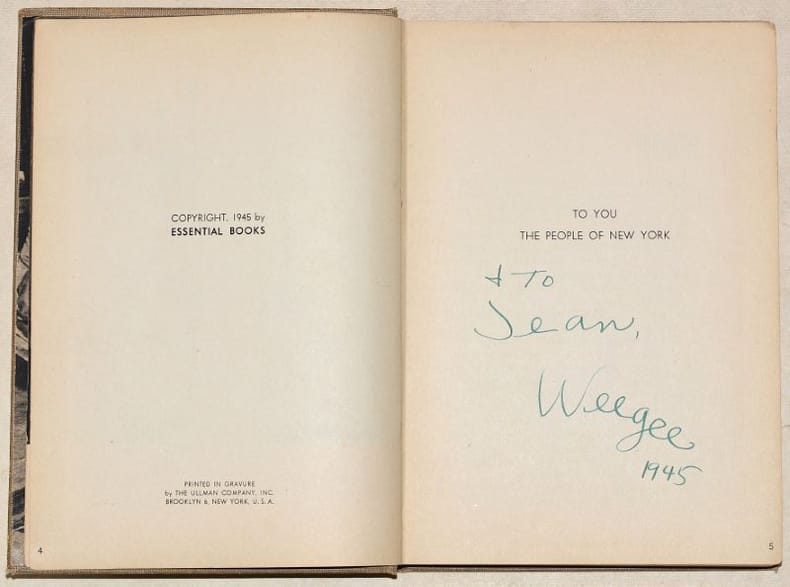 COPYRIGHT, 1945 by
ESSENTIAL BOOKS
PRINTED IN GRAVURE
by THE ULLMAN COMPANY, INC.
BROOKLYN 6, NEW YORK, U.S.A.
4
TO YOU
THE PEOPLE OF NEW YORK
& To
Jean,
Weegee
1945
5